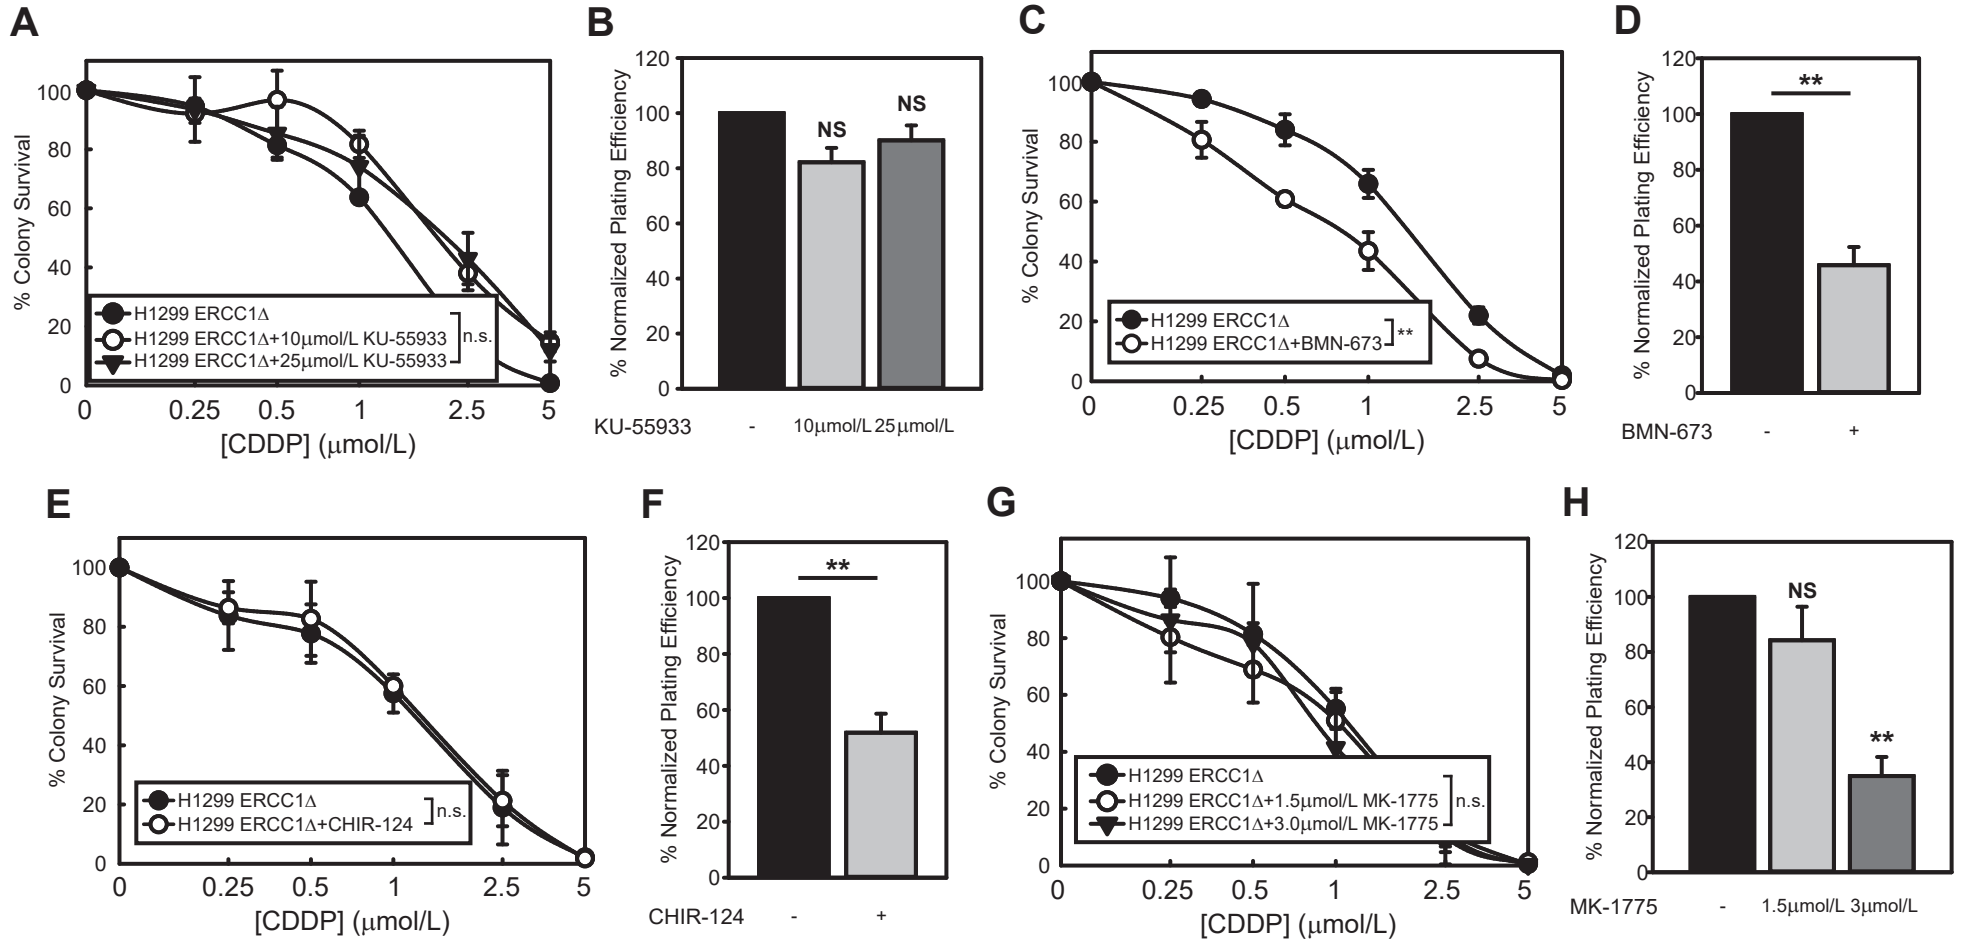 A
% Colony Survival
100
80
60
40
20
0
H1299 ERCC1Δ
H1299 ERCC1Δ+10μmol/L KU-55933
H1299 ERCC1Δ+25μmol/L KU-55933
n.s.
0 0.25 0.5 1 2.5 5
[CDDP] (μmol/L)
B
% Normalized Plating Efficiency
120
100
80
60
40
20
0
NS
NS
KU-55933 - 10μmol/L 25μmol/L
C
% Colony Survival
100
80
60
40
20
0
H1299 ERCC1Δ
H1299 ERCC1Δ+BMN-673
**
0 0.25 0.5 1 2.5 5
[CDDP] (μmol/L)
D
% Normalized Plating Efficiency
120
100
80
60
40
20
0
**
BMN-673 - +
E
% Colony Survival
100
80
60
40
20
0
H1299 ERCC1Δ
H1299 ERCC1Δ+CHIR-124
n.s.
0 0.25 0.5 1 2.5 5
[CDDP] (μmol/L)
F
% Normalized Plating Efficiency
120
100
80
60
40
20
0
**
CHIR-124 - +
G
% Colony Survival
100
80
60
40
20
0
H1299 ERCC1Δ
H1299 ERCC1Δ+1.5μmol/L MK-1775
H1299 ERCC1Δ+3.0μmol/L MK-1775
n.s.
0 0.25 0.5 1 2.5 5
[CDDP] (μmol/L)
H
% Normalized Plating Efficiency
120
100
80
60
40
20
0
NS
**
MK-1775 - 1.5μmol/L 3μmol/L